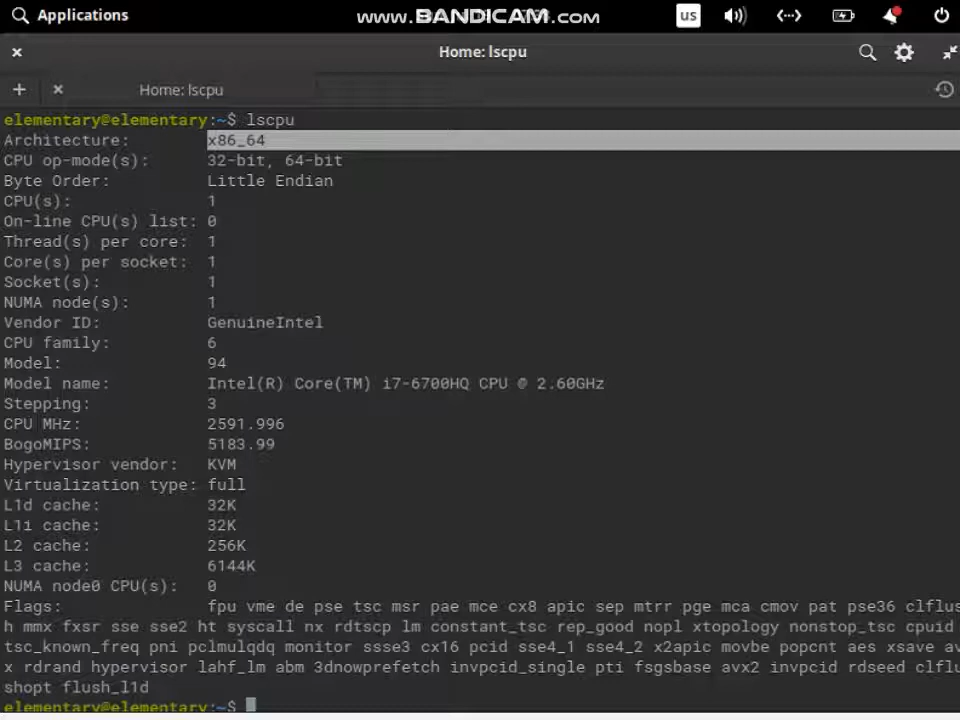 Applications
www.BANDICAM.com
us
Home: lscpu
Home: lscpu
elementary@elementary:~$ lscpu
Architecture: x86_64
CPU op-mode(s): 32-bit, 64-bit
Byte Order: Little Endian
CPU(s): 1
On-line CPU(s) list: 0
Thread(s) per core: 1
Core(s) per socket: 1
Socket(s): 1
NUMA node(s): 1
Vendor ID: GenuineIntel
CPU family: 6
Model: 94
Model name: Intel(R) Core(TM) i7-6700HQ CPU @ 2.60GHz
Stepping: 3
CPU MHz: 2591.996
BogoMIPS: 5183.99
Hypervisor vendor: KVM
Virtualization type: full
L1d cache: 32K
L1i cache: 32K
L2 cache: 256K
L3 cache: 6144K
NUMA node0 CPU(s): 0
Flags: fpu vme de pse tsc msr pae mce cx8 apic sep mtrr pge mca cmov pat pse36 clflus
h mmx fxsr sse sse2 ht syscall nx rdtscp lm constant_tsc rep_good nopl xtopology nonstop_tsc cpuid
tsc_known_freq pni pclmulqdq monitor ssse3 cx16 pcid sse4_1 sse4_2 x2apic movbe popcnt aes xsave av
x rdrand hypervisor lahf_lm abm 3dnowprefetch invpcid_single pti fsgsbase avx2 invpcid rdseed clflu
shopt flush_l1d
elementary@elementary:~$